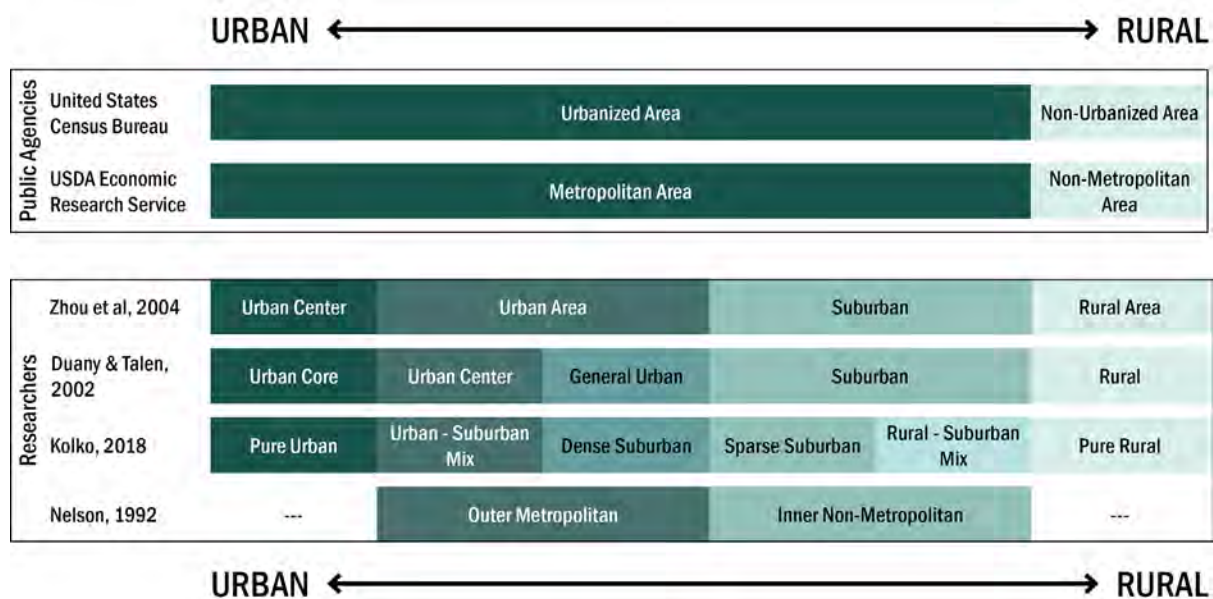 URBAN RURAL
Public Agencies
United States
Census Bureau
Urbanized Area
Non-Urbanized Area
USDA Economic
Research Service
Metropolitan Area
Non-Metropolitan
Area
Researchers
Zhou et al, 2004
Urban Center
Urban Area
Suburban
Rural Area
Duany & Talen,
2002
Urban Core
Urban Center
General Urban
Suburban
Rural
Kolko, 2018
Pure Urban
Urban - Suburban
Mix
Dense Suburban
Sparse Suburban
Rural - Suburban
Mix
Pure Rural
Nelson, 1992
---
Outer Metropolitan
Inner Non-Metropolitan
---
URBAN RURAL